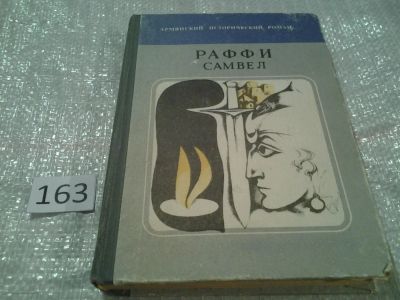 АРМЯНСКИЙ ИСТОРИЧЕСКИЙ РОМАН
РАФФИ
САМВЕЛ
163